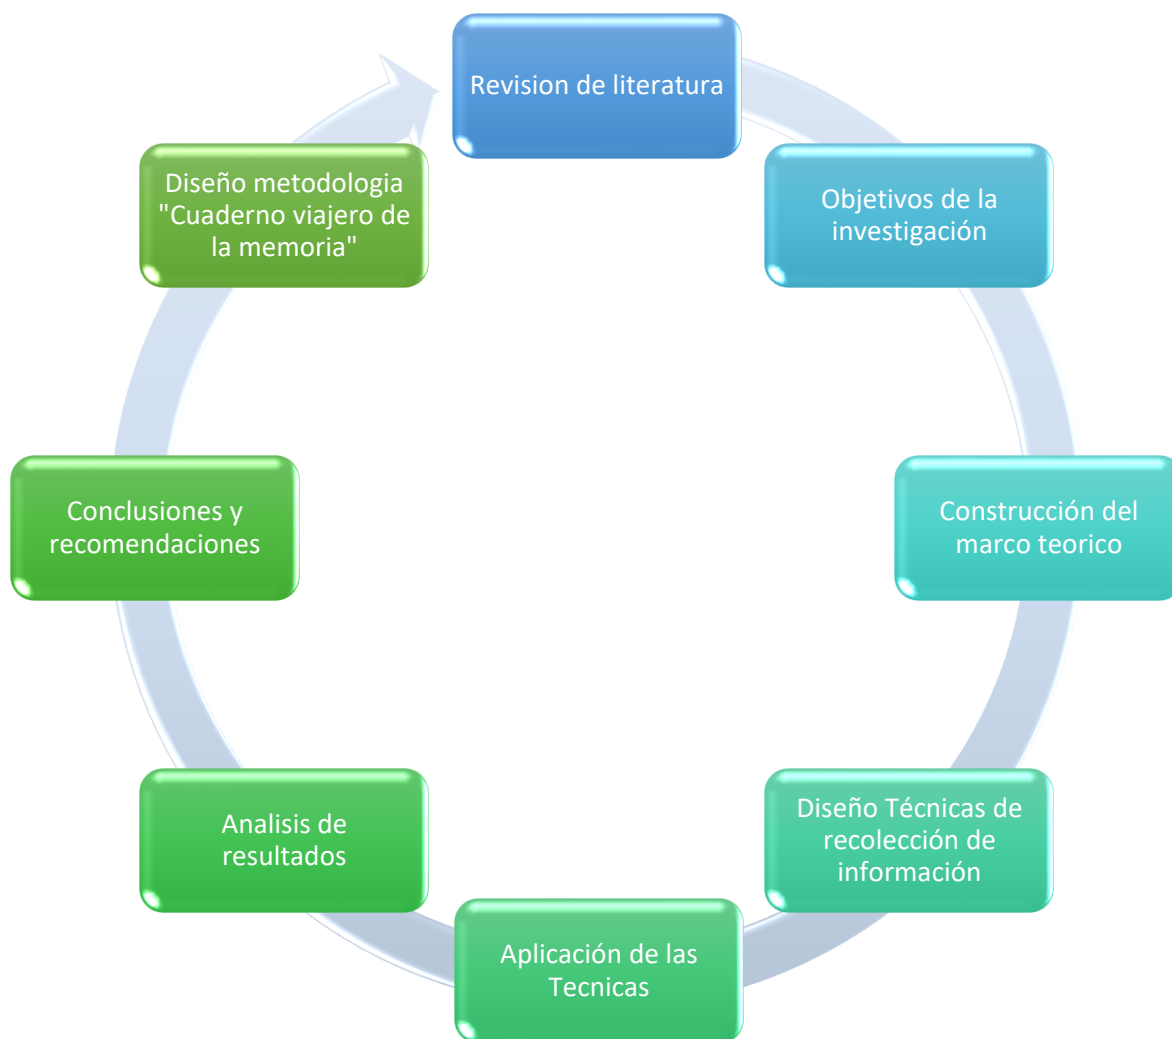 Revision de literatura
Objetivos de la
investigación
Construcción del
marco teorico
Diseño Técnicas de
recolección de
información
Aplicación de las
Tecnicas
Analisis de
resultados
Conclusiones y
recomendaciones
Diseño metodologia
"Cuaderno viajero de
la memoria"